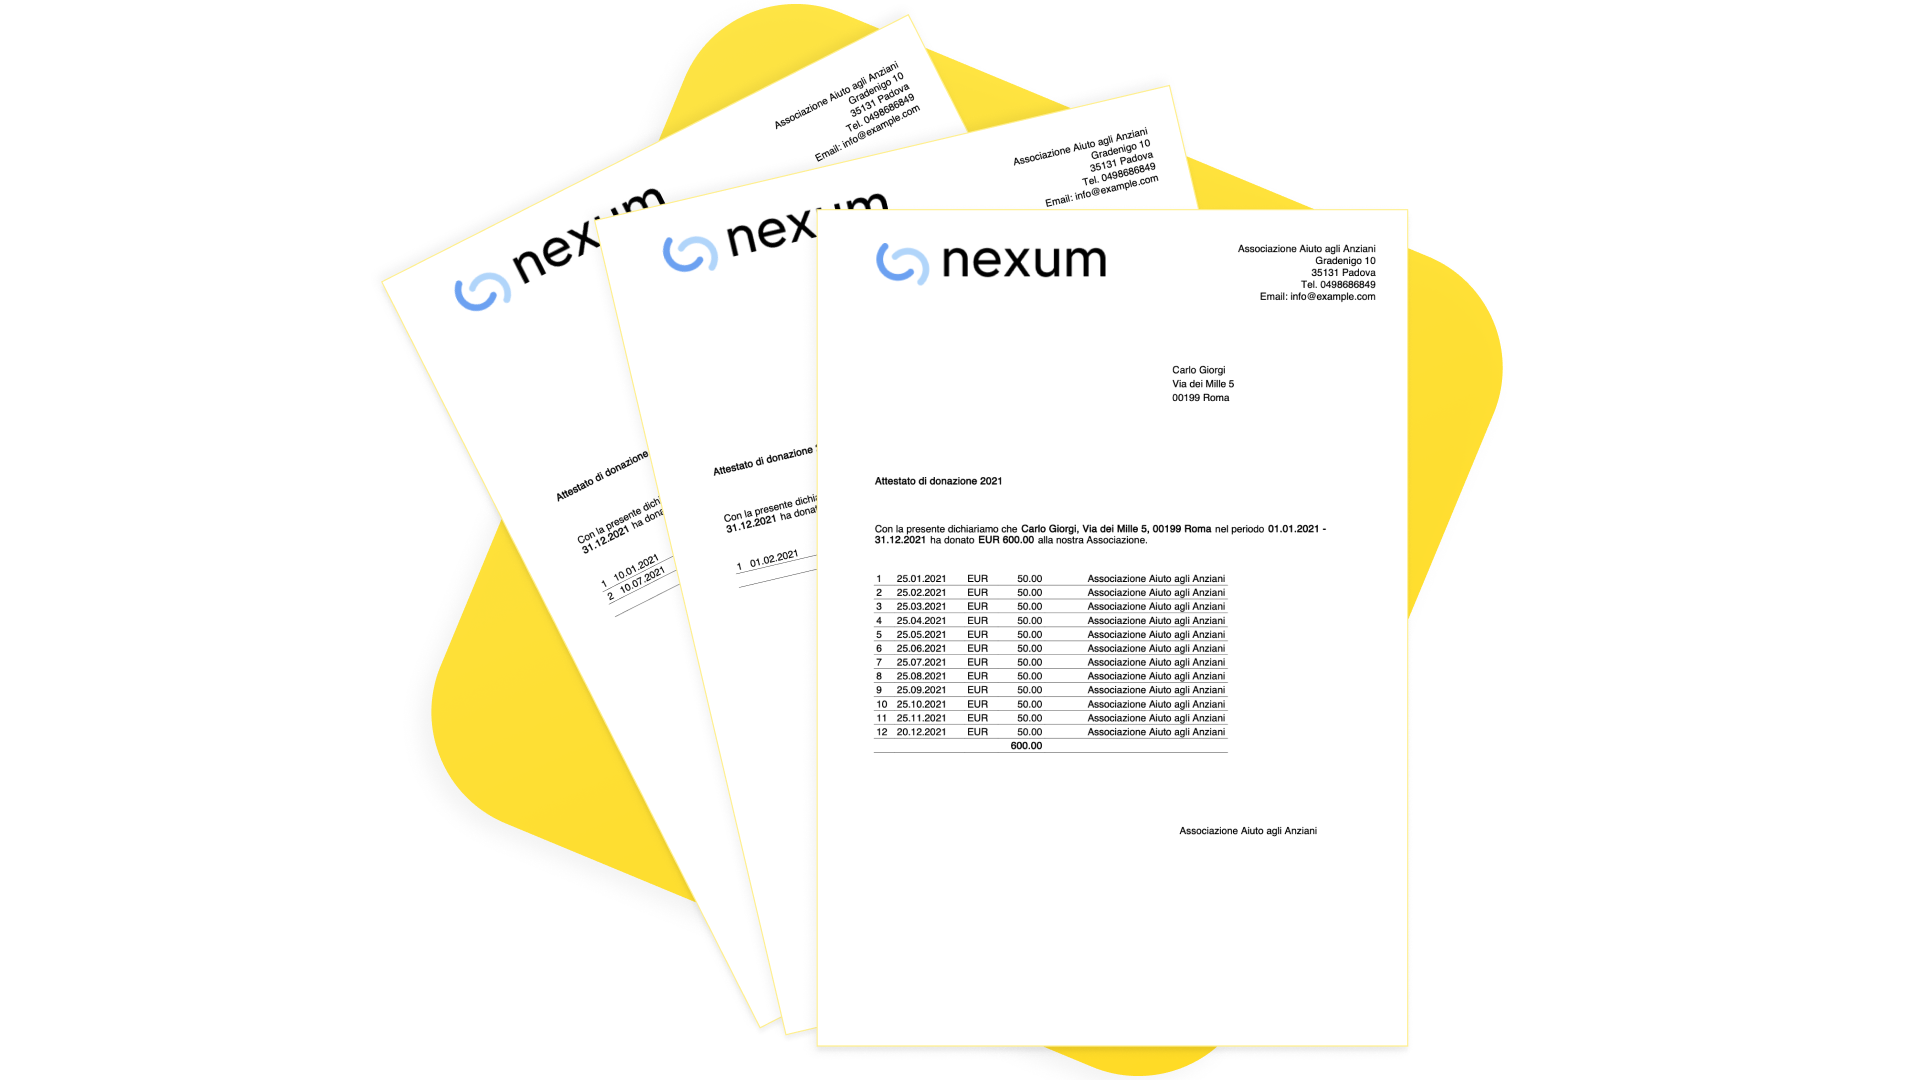 Associazione Aiuto agli Anziani
Gradenigo 10
35131 Padova
Tel. 0498686849
Email: info@example.com
Attestato di donazione
Con la presente
31.12.2021 ha
1 10.01.2021
2 10.07.2021
Associazione Aiuto agli Anziani
Gradenigo 10
35131 Padova
Tel. 0498686849
Email: info@example.com
Attestato di donazione
Con la presente
31.12.2021 ha
1 01.02.2021
nexum
Associazione Aiuto agli Anziani
Gradenigo 10
35131 Padova
Tel. 0498686849
Email: info@example.com
Carlo Giorgi
Via dei Mille 5
00199 Roma
Attestato di donazione 2021
Con la presente dichiariamo che Carlo Giorgi, Via dei Mille 5, 00199 Roma nel periodo 01.01.2021 -
31.12.2021 ha donato EUR 600.00 alla nostra Associazione.
1 25.01.2021 EUR 50.00 Associazione Aiuto agli Anziani
2 25.02.2021 EUR 50.00 Associazione Aiuto agli Anziani
3 25.03.2021 EUR 50.00 Associazione Aiuto agli Anziani
4 25.04.2021 EUR 50.00 Associazione Aiuto agli Anziani
5 25.05.2021 EUR 50.00 Associazione Aiuto agli Anziani
6 25.06.2021 EUR 50.00 Associazione Aiuto agli Anziani
7 25.07.2021 EUR 50.00 Associazione Aiuto agli Anziani
8 25.08.2021 EUR 50.00 Associazione Aiuto agli Anziani
9 25.09.2021 EUR 50.00 Associazione Aiuto agli Anziani
10 25.10.2021 EUR 50.00 Associazione Aiuto agli Anziani
11 25.11.2021 EUR 50.00 Associazione Aiuto agli Anziani
12 20.12.2021 EUR 50.00 Associazione Aiuto agli Anziani
600.00
Associazione Aiuto agli Anziani